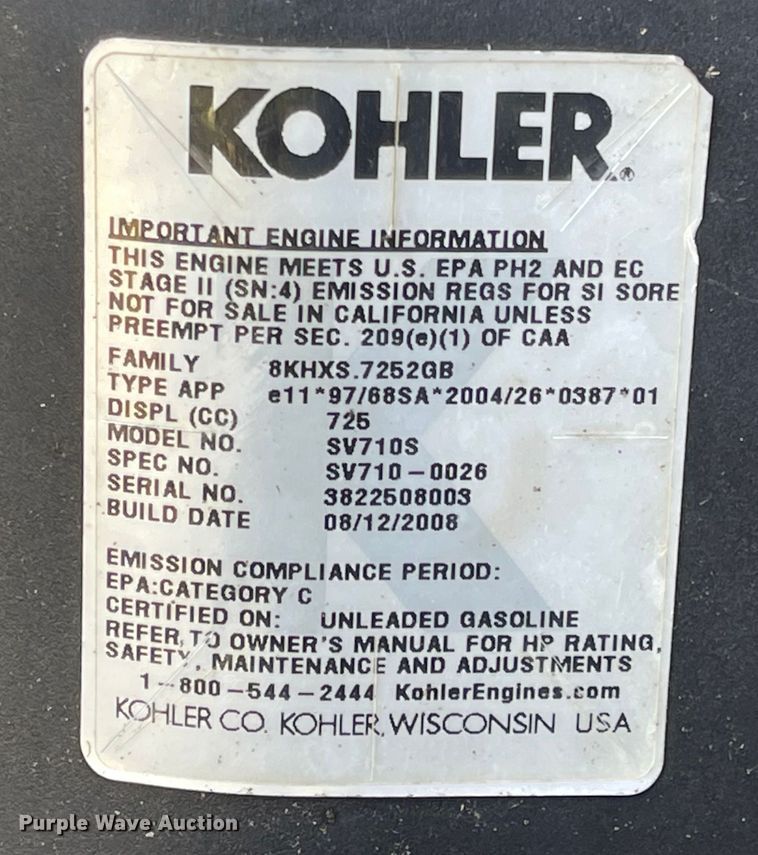 KOHLER®
IMPORTANT ENGINE INFORMATION
THIS ENGINE MEETS U.S. EPA PH2 AND EC
STAGE II (SN:4) EMISSION REGS FOR SI SORE
NOT FOR SALE IN CALIFORNIA UNLESS
PREEMPT PER SEC. 209(e)(1) OF CAA
FAMILY 8KHXS.7252GB
TYPE APP e11*97/68SA*2004/26*0387*01
DISPL (CC) 725
MODEL NO. SV710S
SPEC NO. SV710-0026
SERIAL NO. 3822508003
BUILD DATE 08/12/2008
EMISSION COMPLIANCE PERIOD:
EPA:CATEGORY C
CERTIFIED ON: UNLEADED GASOLINE
REFER TO OWNER'S MANUAL FOR HP RATING,
SAFETY, MAINTENANCE AND ADJUSTMENTS
1-800-544-2444 KohlerEngines.com
KOHLER CO. KOHLER, WISCONSIN USA
Purple Wave Auction